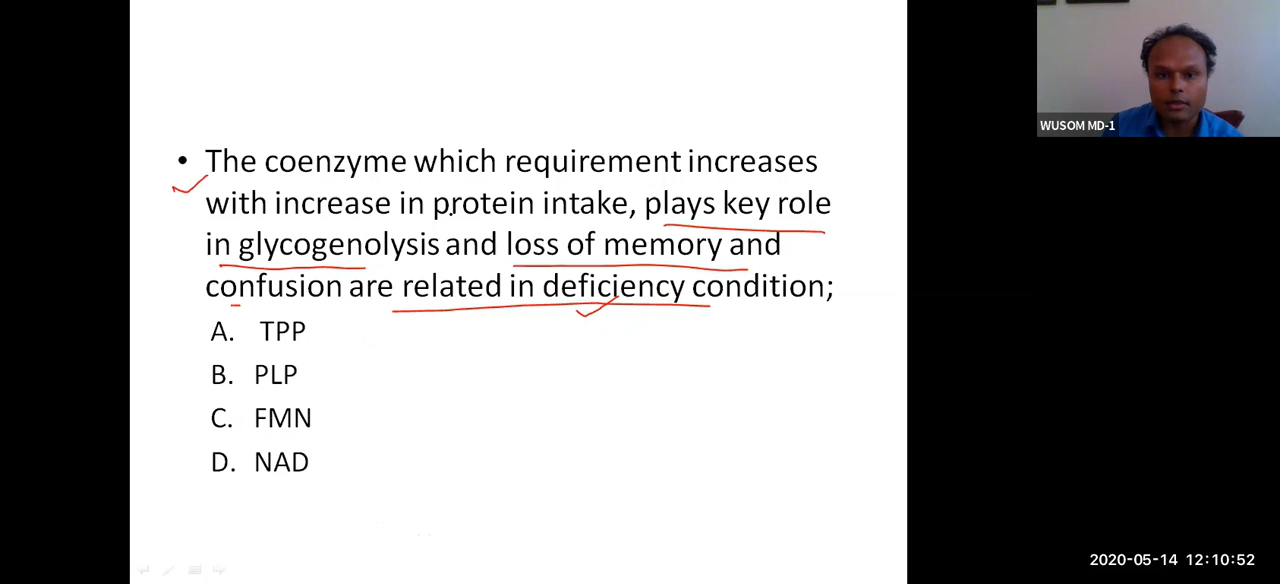 WUSOM MD-1
• The coenzyme which requirement increases
with increase in protein intake, plays key role
in glycogenolysis and loss of memory and
confusion are related in deficiency condition;
A. TPP
B. PLP
C. FMN
D. NAD
2020-05-14 12:10:52